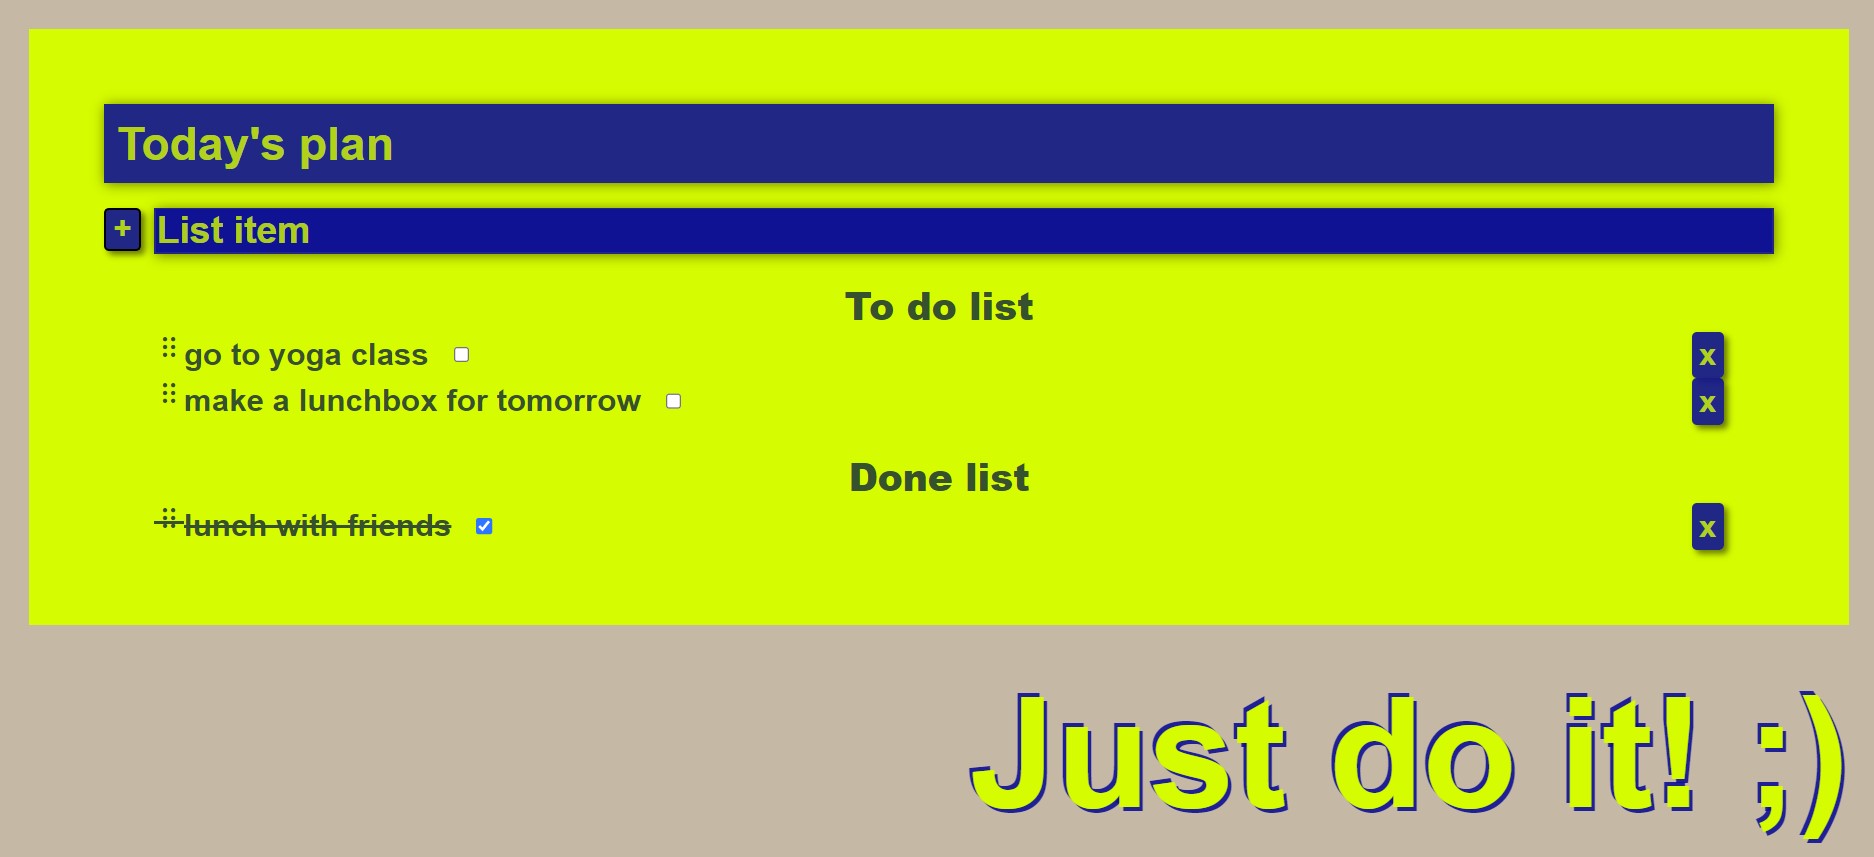 Today's plan
+ List item
To do list
go to yoga class x
make a lunchbox for tomorrow x
Done list
lunch with friends x
Just do it! ;)